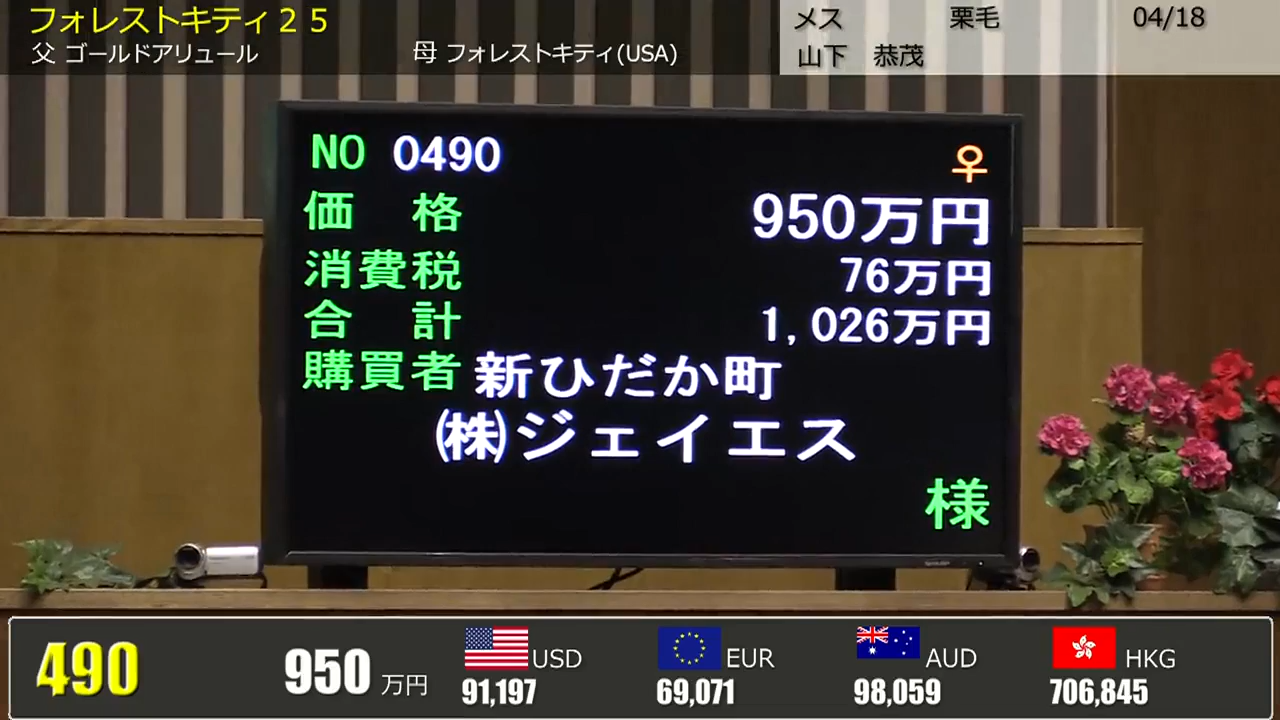 フォレストキティ25
父 ゴールドアリュール 母 フォレストキティ(USA)
メス 栗毛 04/18
山下 恭茂
NO 0490 ♀
価格 950万円
消費税 76万円
合計 1,026万円
購買者 新ひだか町
㈱ジェイエス
様
490 950 万円
USD 91,197
EUR 69,071
AUD 98,059
HKG 706,845